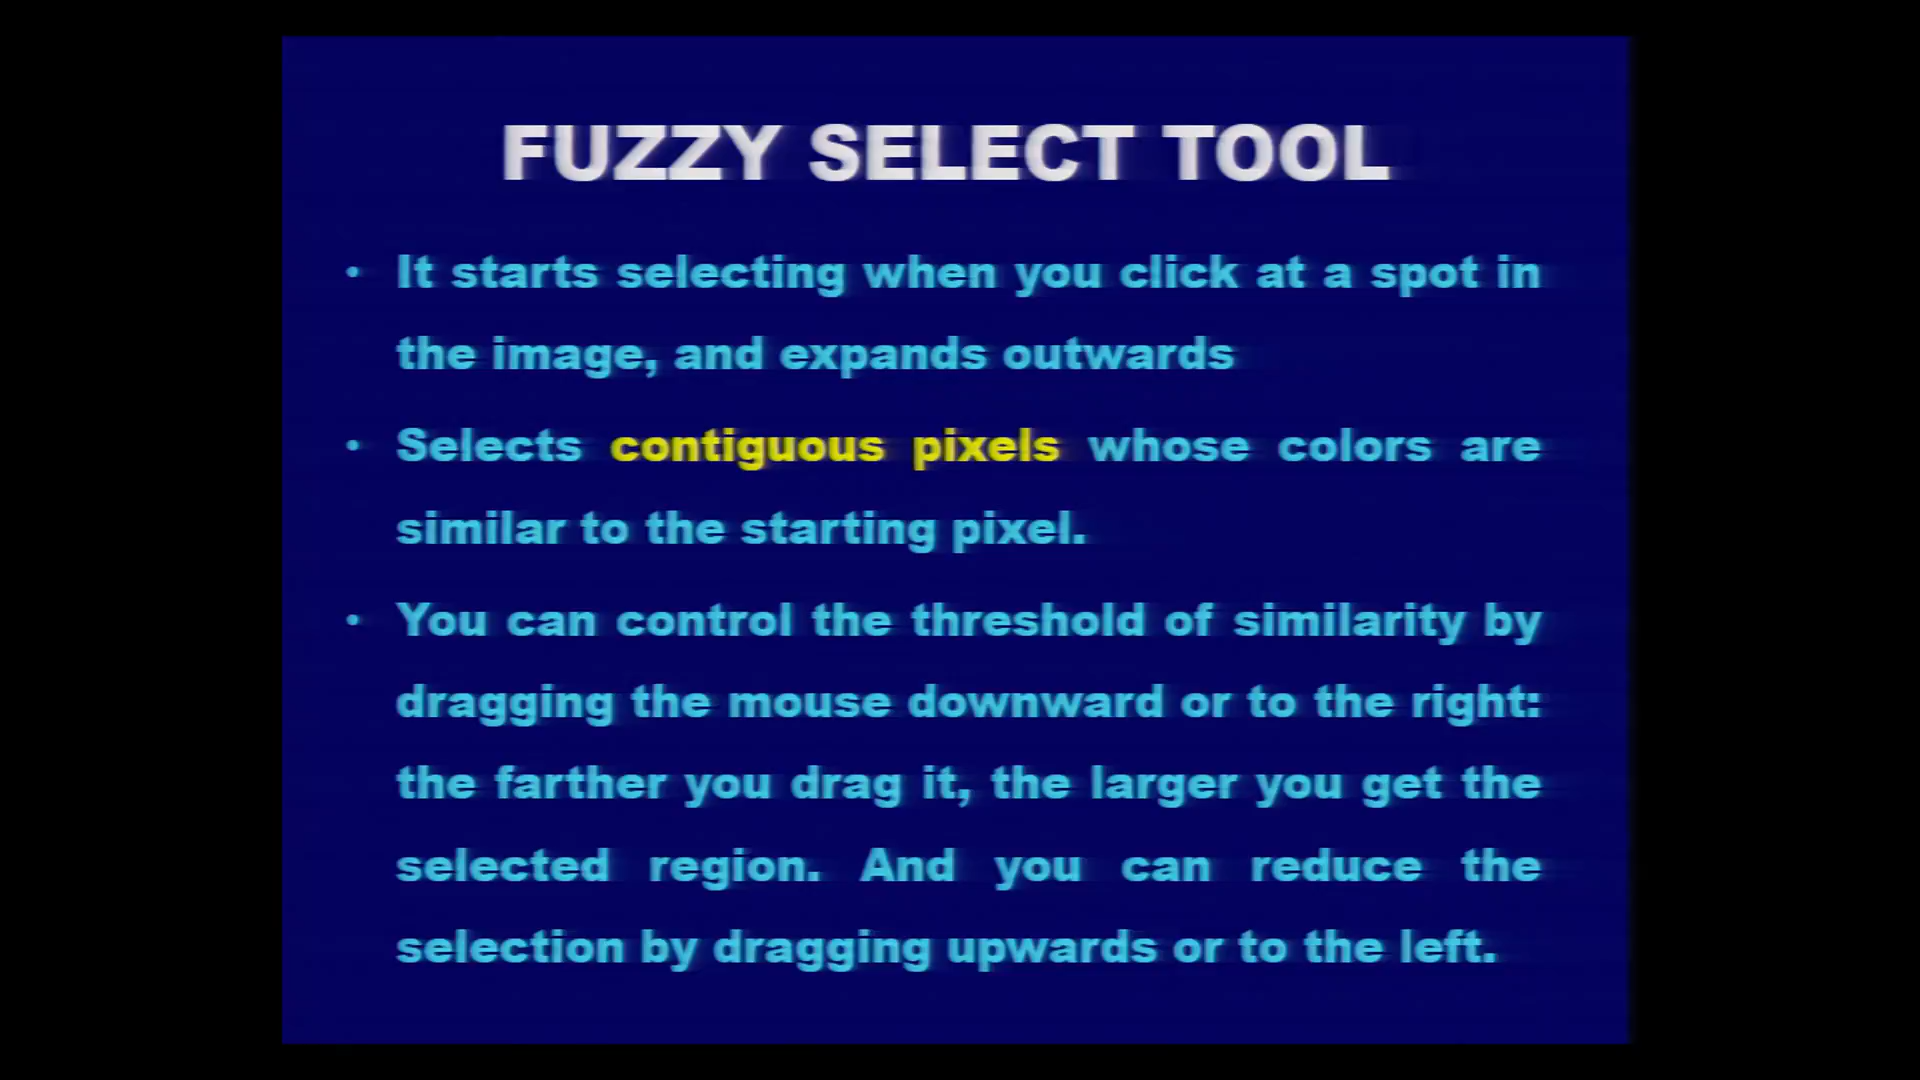 FUZZY SELECT TOOL
• It starts selecting when you click at a spot in
the image, and expands outwards
• Selects contiguous pixels whose colors are
similar to the starting pixel.
• You can control the threshold of similarity by
dragging the mouse downward or to the right:
the farther you drag it, the larger you get the
selected region. And you can reduce the
selection by dragging upwards or to the left.